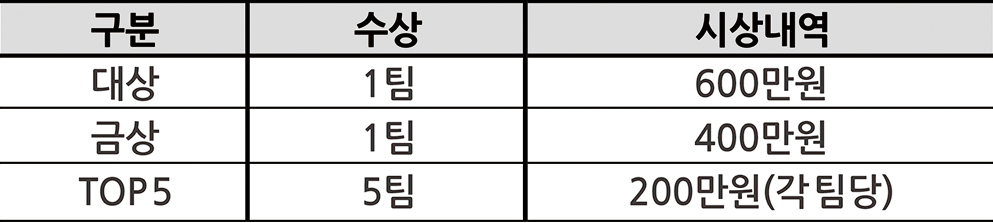 구분 수상 시상내역
대상 1팀 600만원
금상 1팀 400만원
TOP5 5팀 200만원(각 팀당)